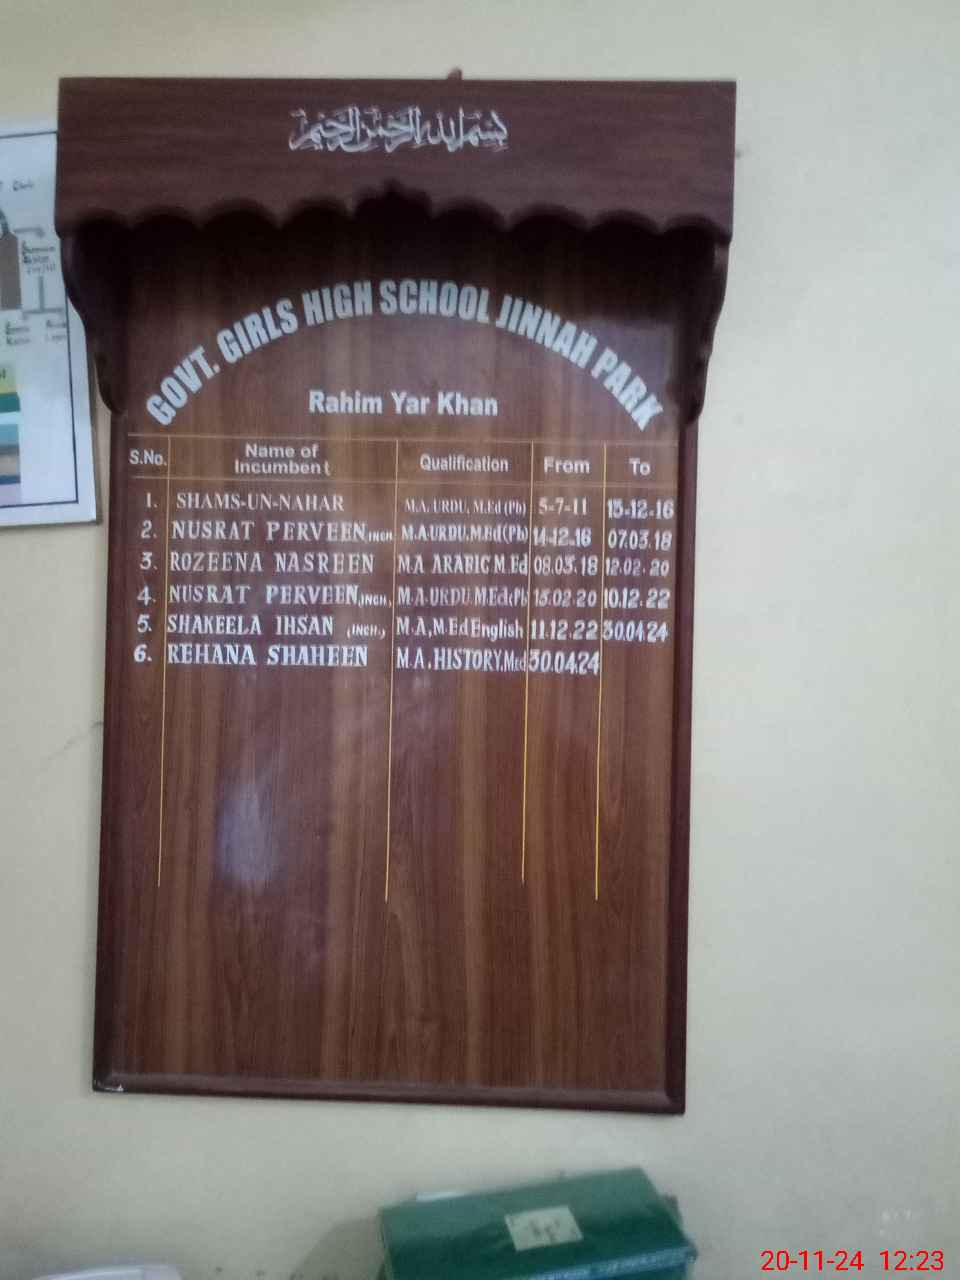 بسم الله الرحمن الرحيم
GOVT. GIRLS HIGH SCHOOL JINNAH PARK
Rahim Yar Khan
S.No. Name of Incumbent Qualification From To
1. SHAMS-UN-NAHAR M.A. URDU, M.Ed (Pb) 5-7-11 13-12-16
2. NUSRAT PERVEEN INCH. M.A URDU, M.Ed (Pb) 14-12-16 07.03.18
3. ROZEENA NASREEN M.A ARABIC M.Ed 08.03.18 12.02.20
4. NUSRAT PERVEEN, INCH, M.A URDU. M.Ed (Pb 13-02-20 10.12.22
5. SHAKEELA IHSAN (INCH.) M.A, M.Ed English 11.12.22 30.04.24
6. REHANA SHAHEEN M.A. HISTORY, M.Ed 30.04.24
20-11-24 12:23